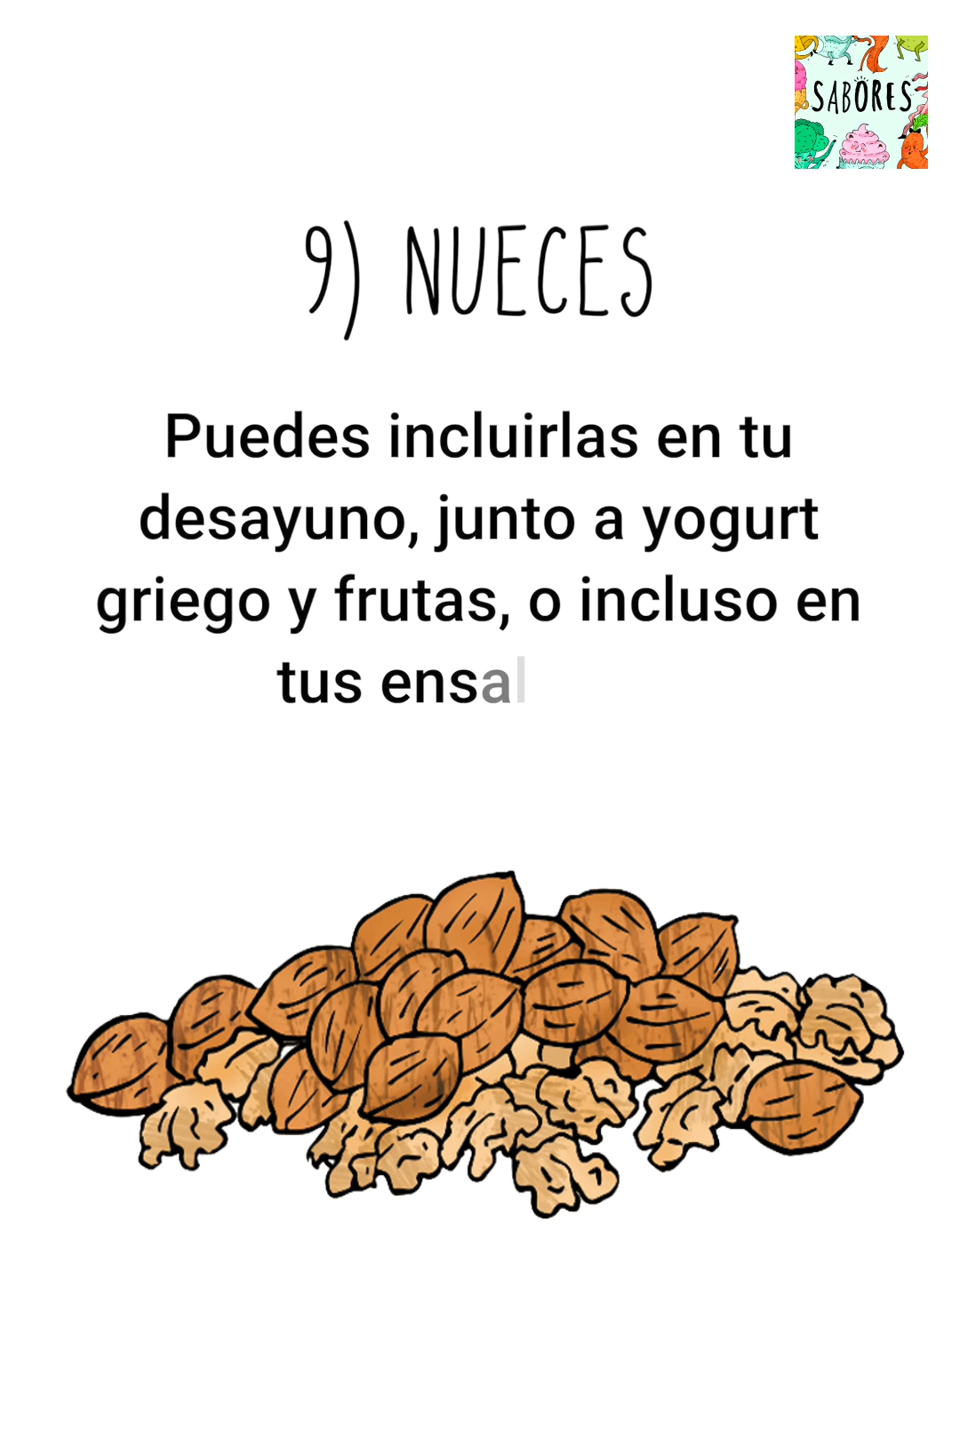 SABORES
9) NUECES
Puedes incluirlas en tu
desayuno, junto a yogurt
griego y frutas, o incluso en
tus ensal